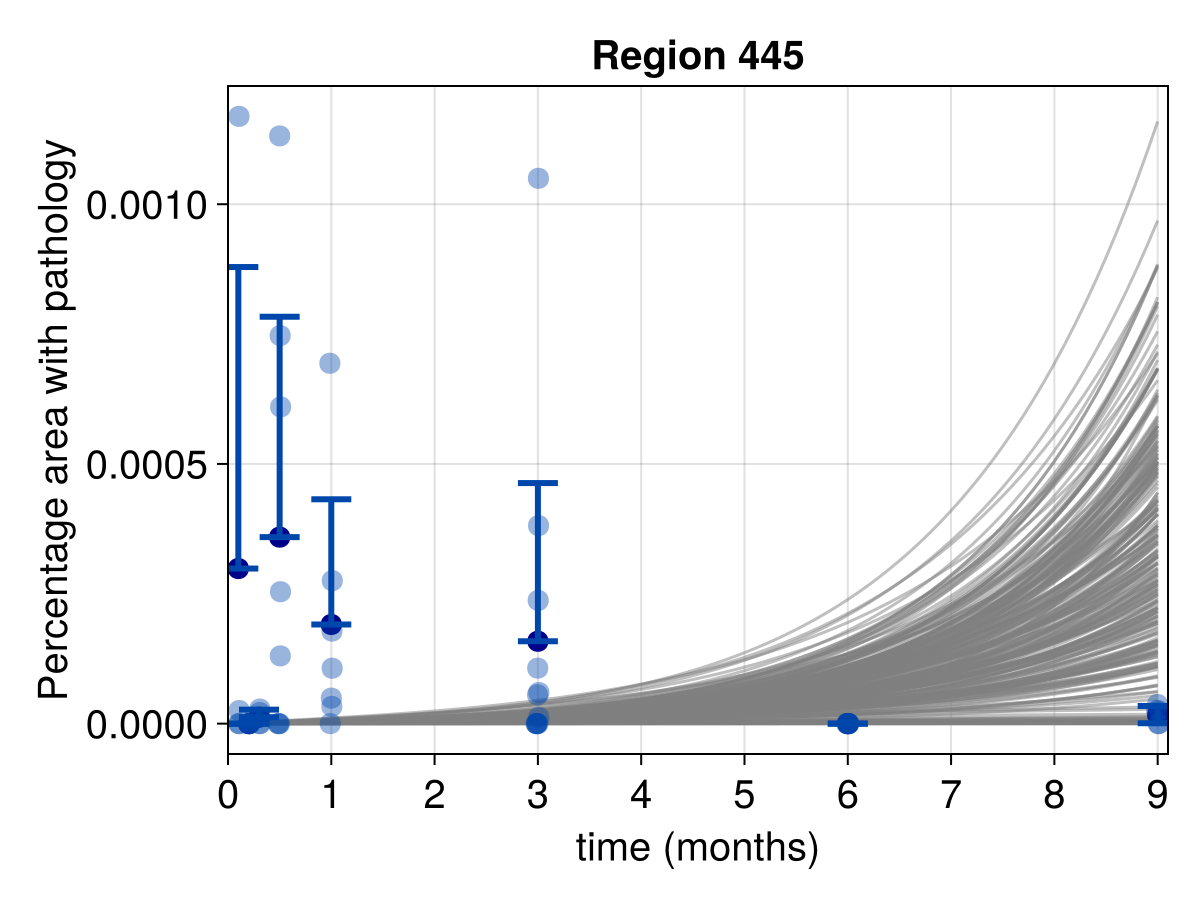 Region 445
Percentage area with pathology
0.0010
0.0005
0.0000
0 1 2 3 4 5 6 7 8 9
time (months)